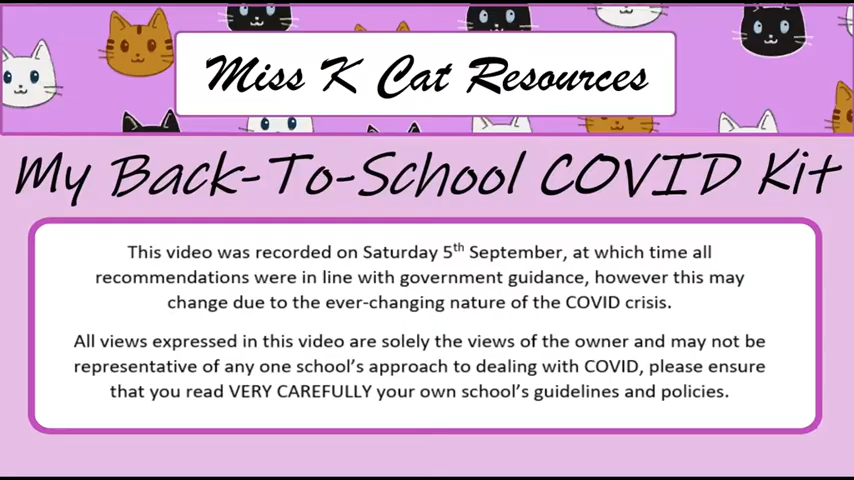 Miss K Cat Resources
My Back-To-School COVID Kit
This video was recorded on Saturday 5th September, at which time all
recommendations were in line with government guidance, however this may
change due to the ever-changing nature of the COVID crisis.
All views expressed in this video are solely the views of the owner and may not be
representative of any one school's approach to dealing with COVID, please ensure
that you read VERY CAREFULLY your own school's guidelines and policies.